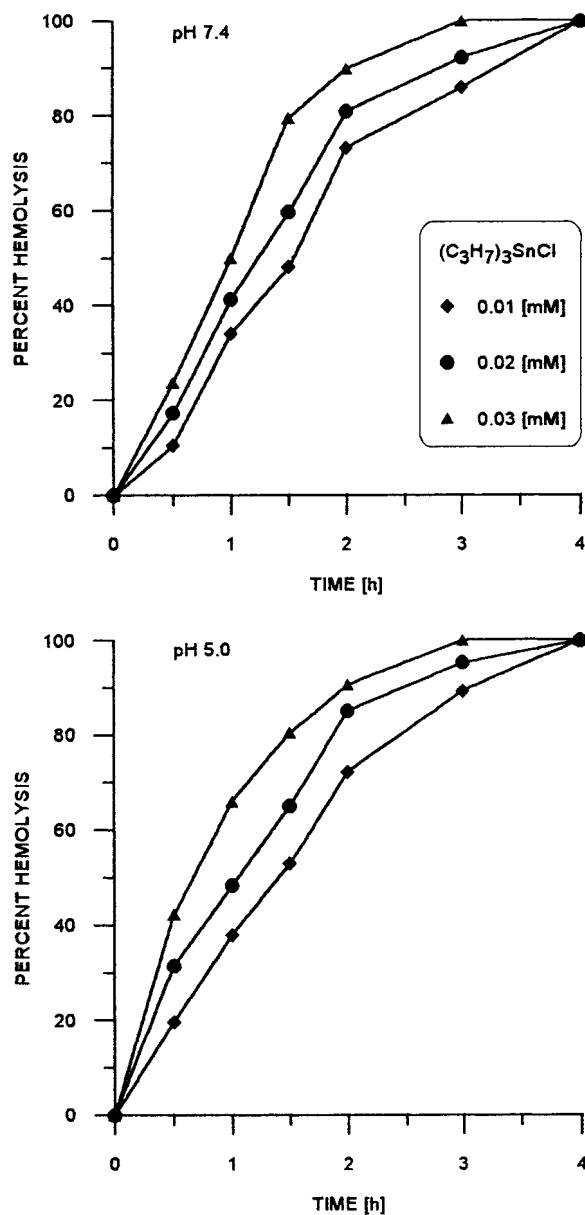 pH 7.4
PERCENT HEMOLYSIS
100
80
60
40
20
0
(C3H7)3SnCl
0.01 [mM]
0.02 [mM]
0.03 [mM]
0 1 2 3 4
TIME [h]
pH 5.0
PERCENT HEMOLYSIS
100
80
60
40
20
0
0 1 2 3 4
TIME [h]